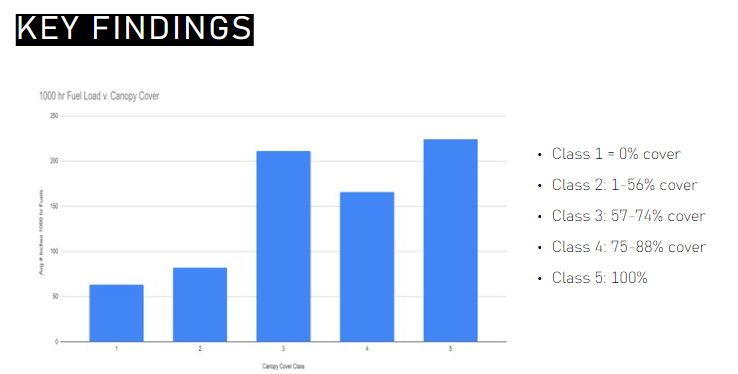 KEY FINDINGS
1000 hr Fuel Load v. Canopy Cover
250
200
150
100
50
0
Avg # Inches 1000 hr Fuels
1
2
3
4
5
Canopy Cover Class
• Class 1 = 0% cover
• Class 2: 1-56% cover
• Class 3: 57-74% cover
• Class 4: 75-88% cover
• Class 5: 100%